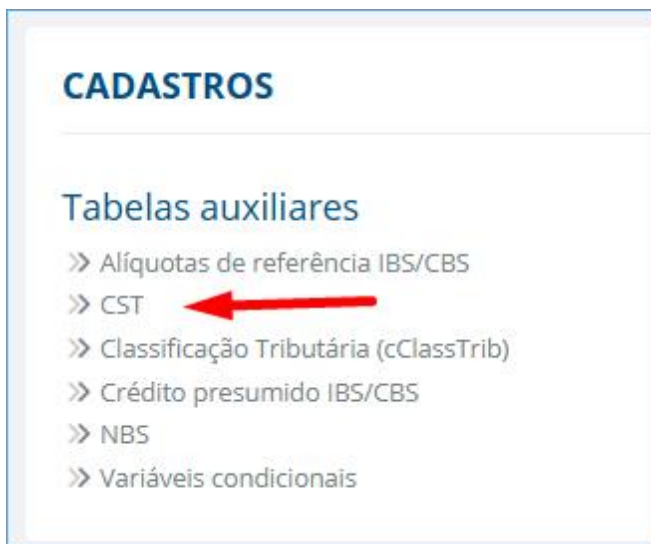 CADASTROS
Tabelas auxiliares
Alíquotas de referência IBS/CBS
CST
Classificação Tributária (cClassTrib)
Crédito presumido IBS/CBS
NBS
Variáveis condicionais